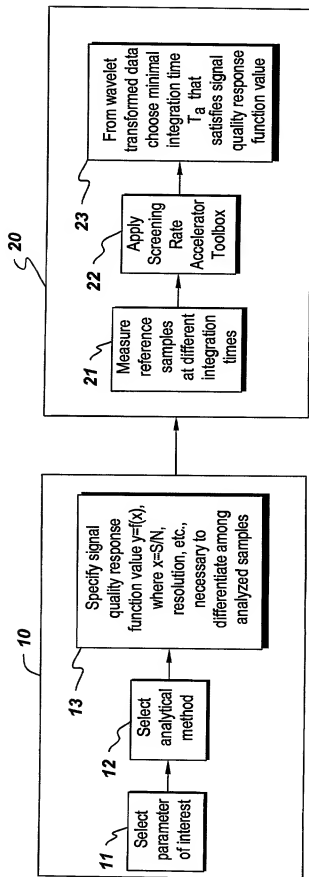 10
11
Select
parameter
of interest
12
Select
analytical
method
13
Specify signal
quality response
function value y=f(x),
where x=S/N,
resolution, etc.,
necessary to
differentiate among
analyzed samples
20
21
Measure
reference
samples
at different
integration
times
22
Apply
Screening
Rate
Accelerator
Toolbox
23
From wavelet
transformed data
choose minimal
integration time
Ta that
satisfies signal
quality response
function value